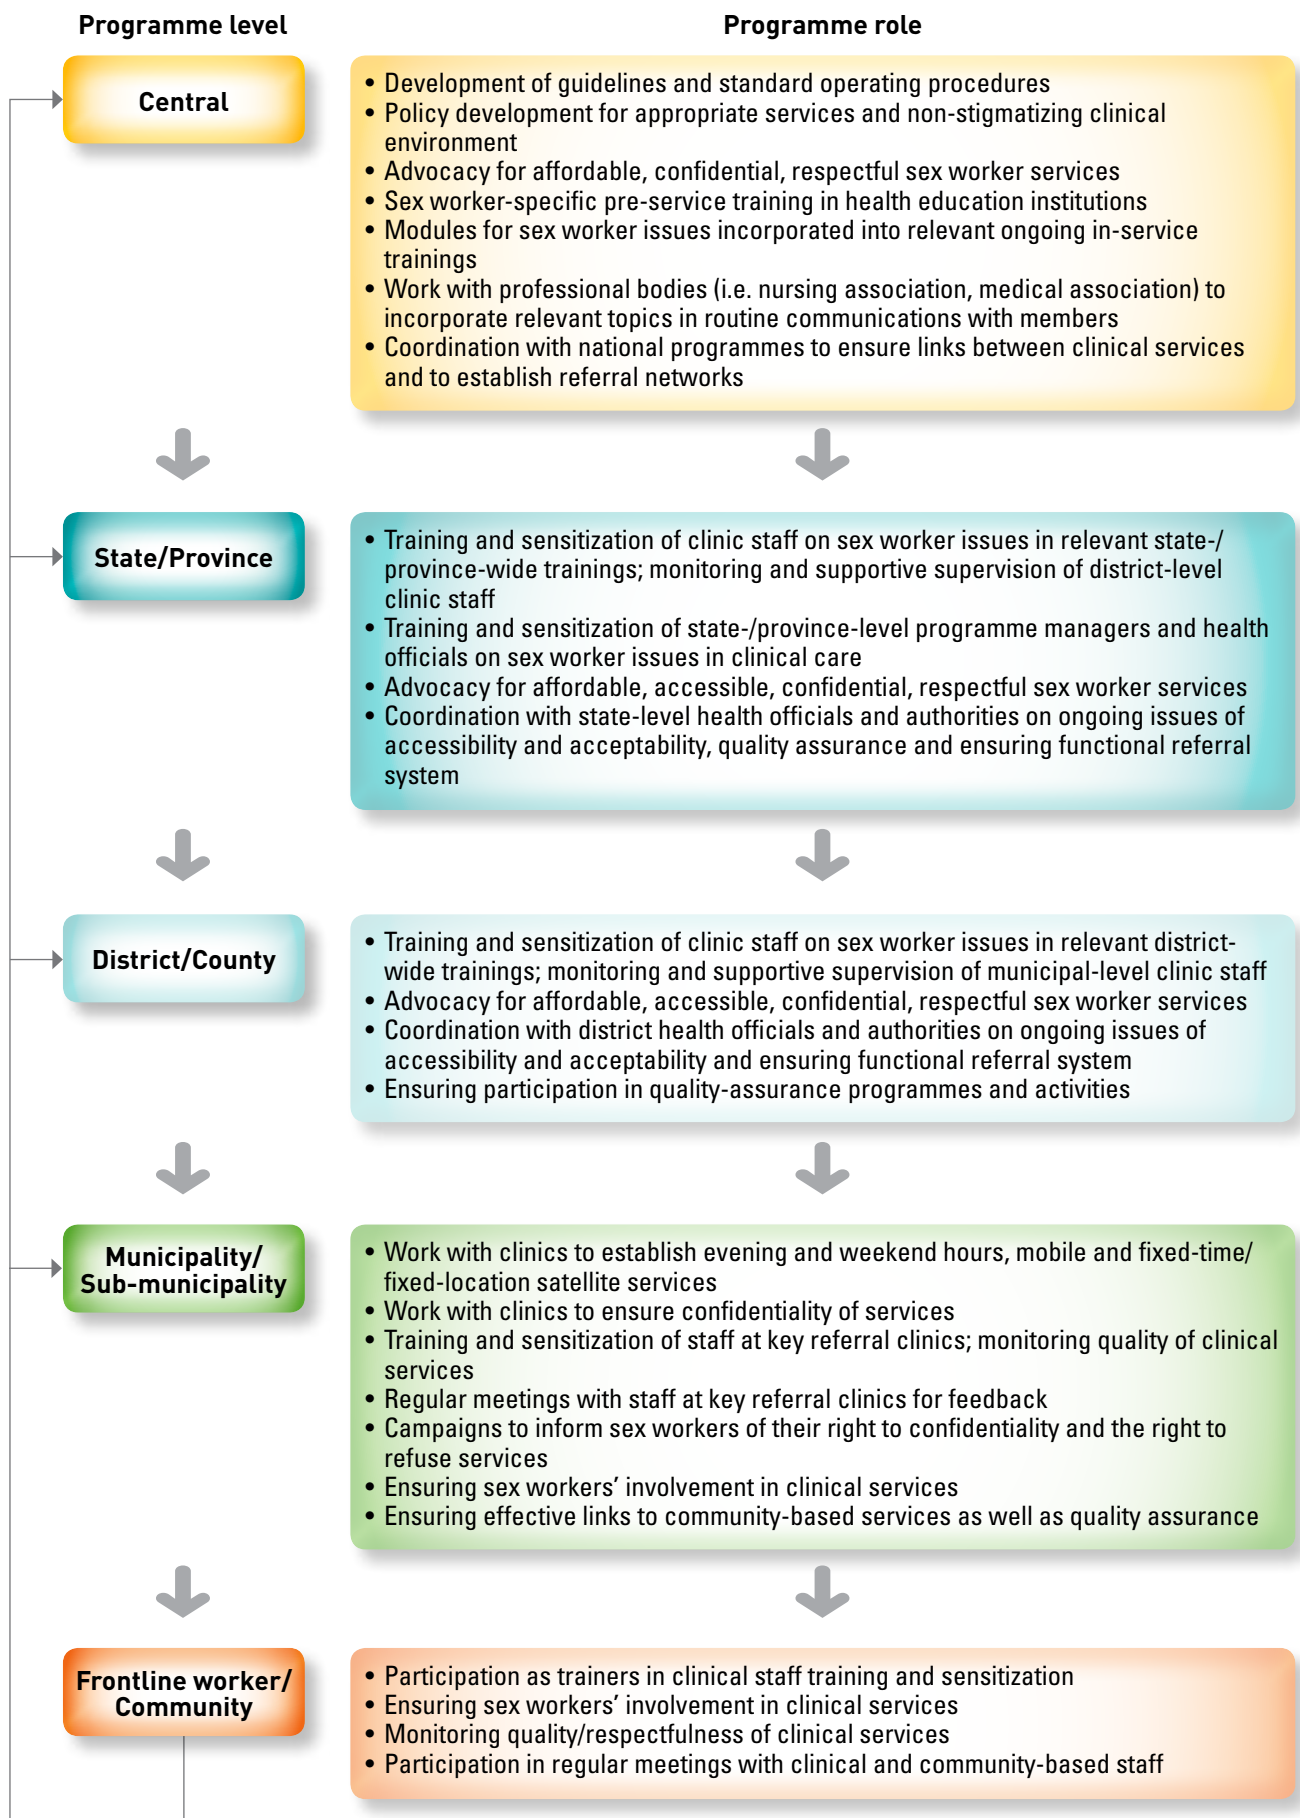 Programme level
Programme role
Central
• Development of guidelines and standard operating procedures
• Policy development for appropriate services and non-stigmatizing clinical
environment
• Advocacy for affordable, confidential, respectful sex worker services
• Sex worker-specific pre-service training in health education institutions
• Modules for sex worker issues incorporated into relevant ongoing in-service
trainings
• Work with professional bodies (i.e. nursing association, medical association) to
incorporate relevant topics in routine communications with members
• Coordination with national programmes to ensure links between clinical services
and to establish referral networks
State/Province
• Training and sensitization of clinic staff on sex worker issues in relevant state-/
province-wide trainings; monitoring and supportive supervision of district-level
clinic staff
• Training and sensitization of state-/province-level programme managers and health
officials on sex worker issues in clinical care
• Advocacy for affordable, accessible, confidential, respectful sex worker services
• Coordination with state-level health officials and authorities on ongoing issues of
accessibility and acceptability, quality assurance and ensuring functional referral
system
District/County
• Training and sensitization of clinic staff on sex worker issues in relevant district-
wide trainings; monitoring and supportive supervision of municipal-level clinic staff
• Advocacy for affordable, accessible, confidential, respectful sex worker services
• Coordination with district health officials and authorities on ongoing issues of
accessibility and acceptability and ensuring functional referral system
• Ensuring participation in quality-assurance programmes and activities
Municipality/
Sub-municipality
• Work with clinics to establish evening and weekend hours, mobile and fixed-time/
fixed-location satellite services
• Work with clinics to ensure confidentiality of services
• Training and sensitization of staff at key referral clinics; monitoring quality of clinical
services
• Regular meetings with staff at key referral clinics for feedback
• Campaigns to inform sex workers of their right to confidentiality and the right to
refuse services
• Ensuring sex workers’ involvement in clinical services
• Ensuring effective links to community-based services as well as quality assurance
Frontline worker/
Community
• Participation as trainers in clinical staff training and sensitization
• Ensuring sex workers’ involvement in clinical services
• Monitoring quality/respectfulness of clinical services
• Participation in regular meetings with clinical and community-based staff